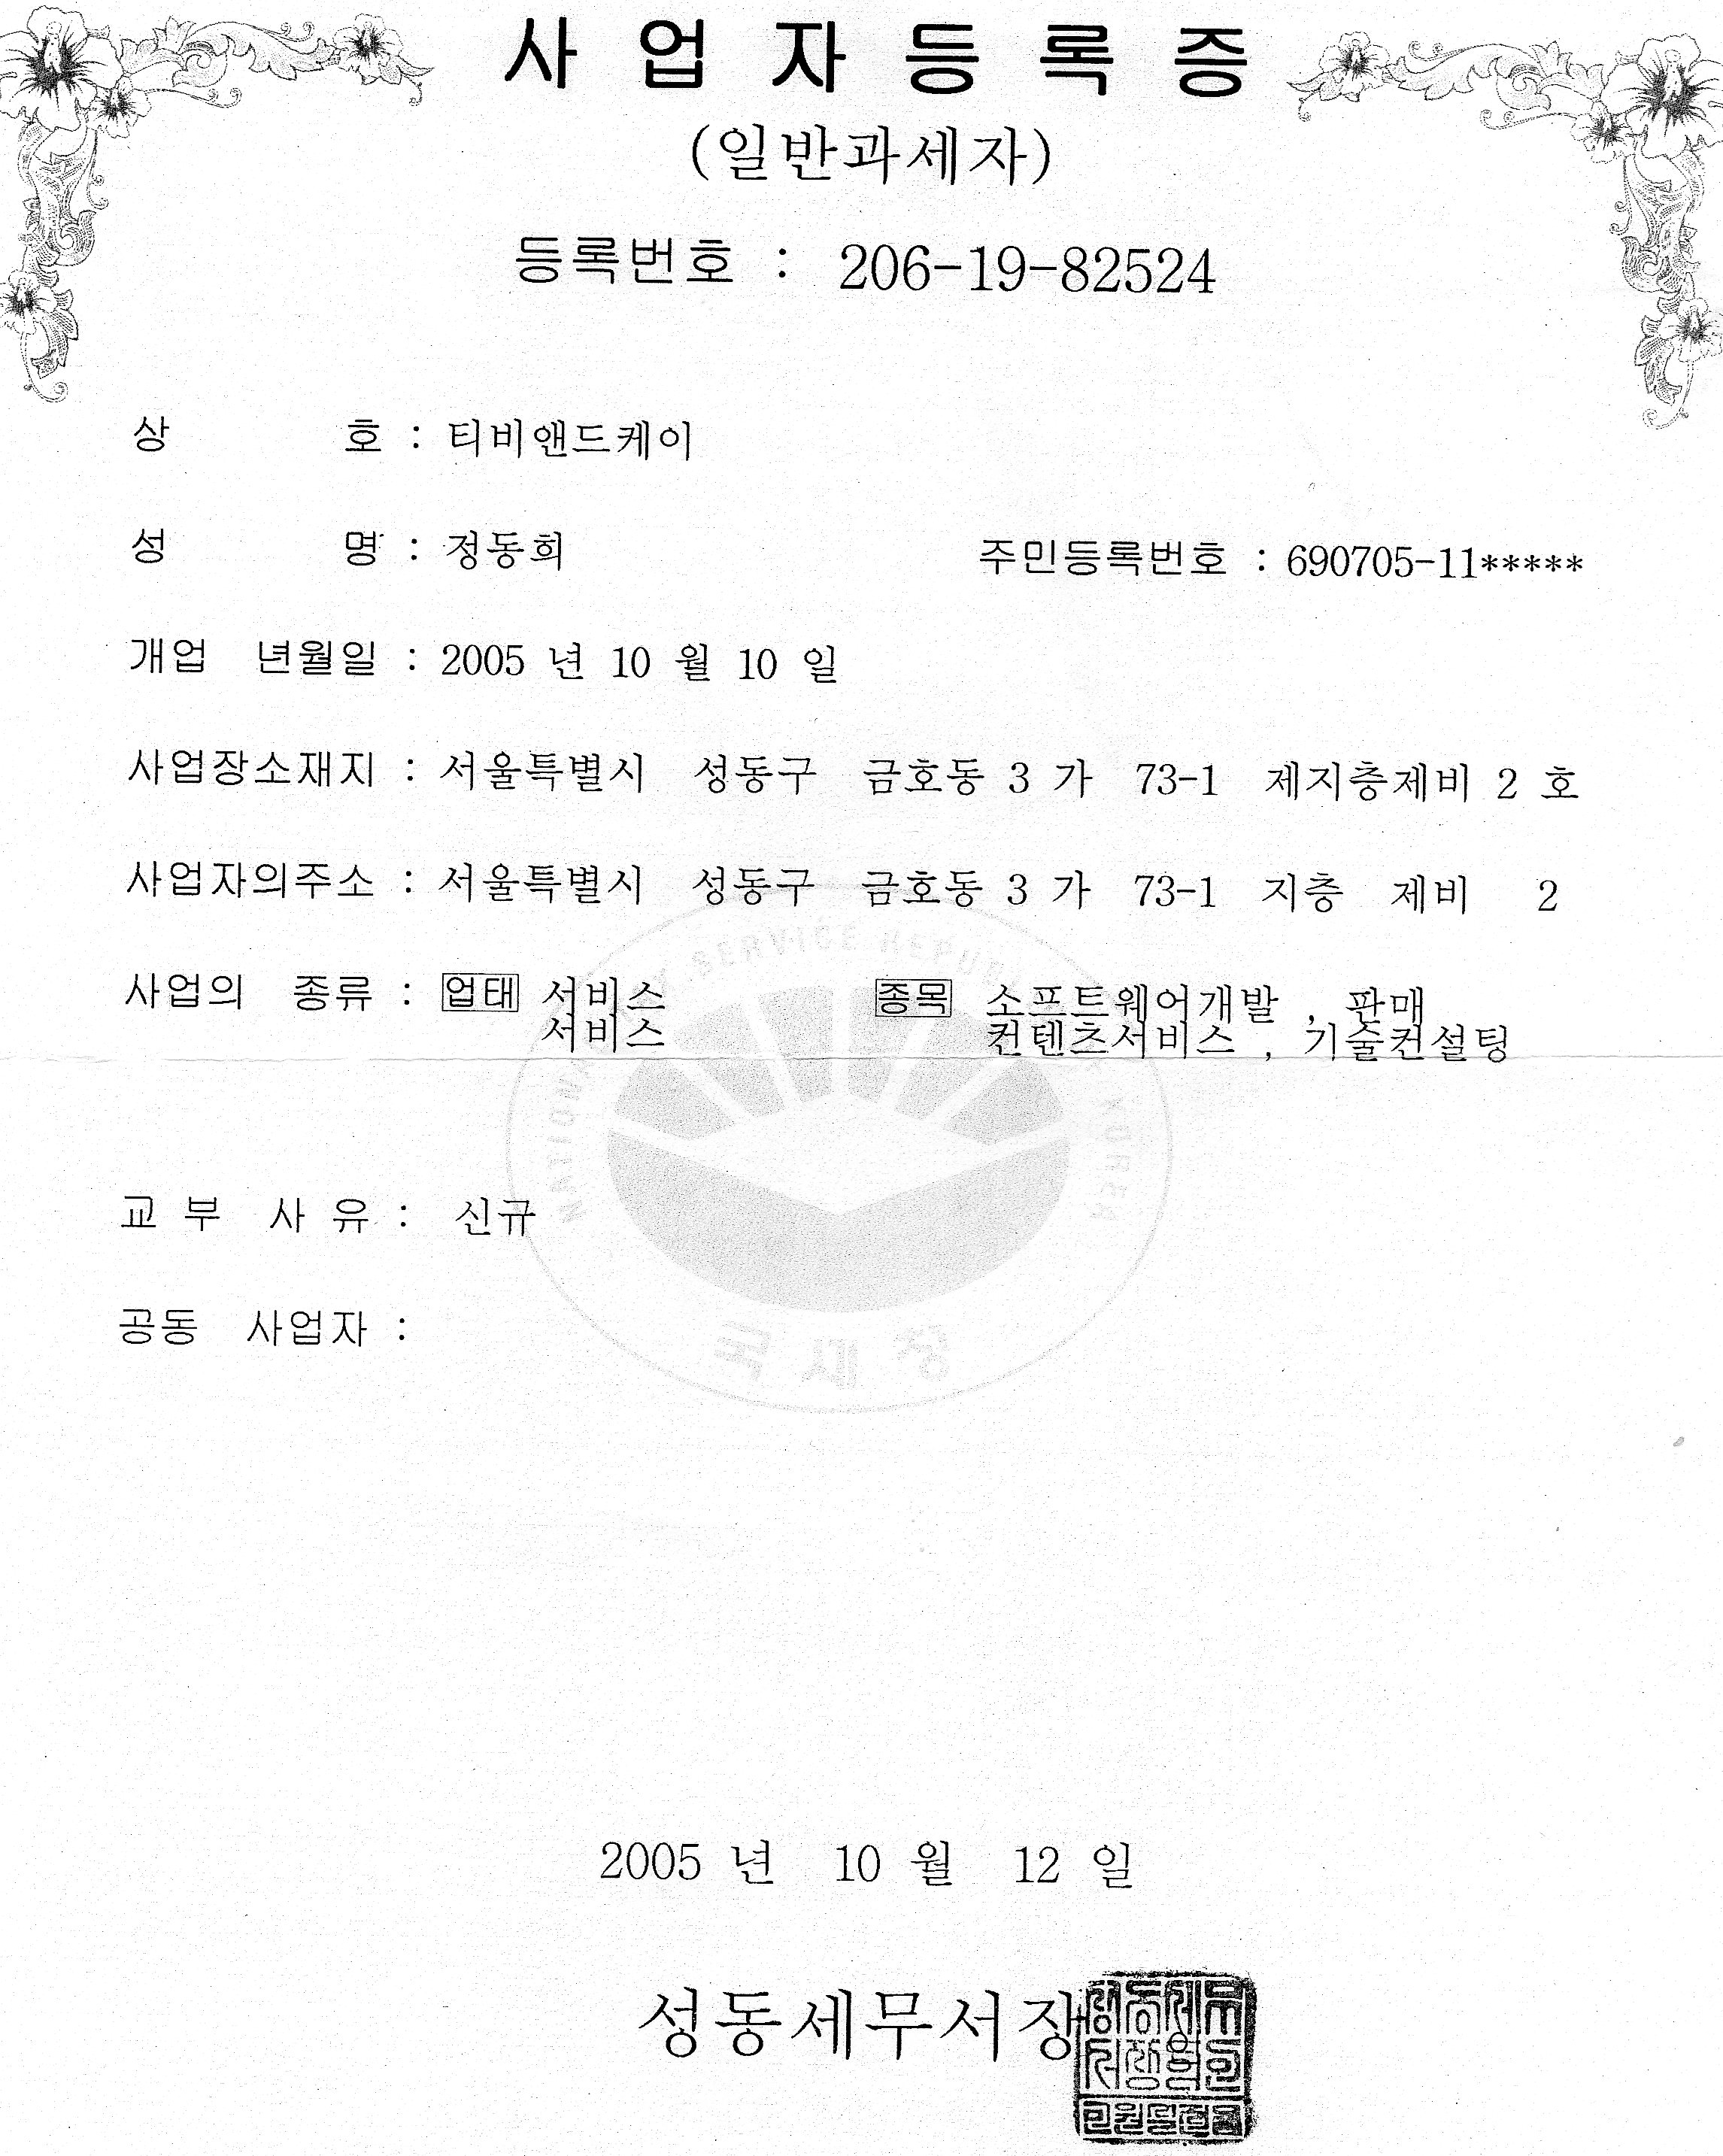 사업자등록증
(일반과세자)
등록번호 : 206-19-82524
상 호 : 티비앤드케이
성 명 : 정동희 주민등록번호 : 690705-11*****
개업 년월일 : 2005 년 10 월 10 일
사업장소재지 : 서울특별시 성동구 금호동 3 가 73-1 제지층제비 2 호
사업자의주소 : 서울특별시 성동구 금호동 3 가 73-1 지층 제비 2
사업의 종류 : 업태 서비스 종목 소프트웨어개발 , 판매
서비스 컨텐츠서비스 , 기술컨설팅
교 부 사 유 : 신규
공동 사업자 :
국세청
2005 년 10 월 12 일
성동세무서장